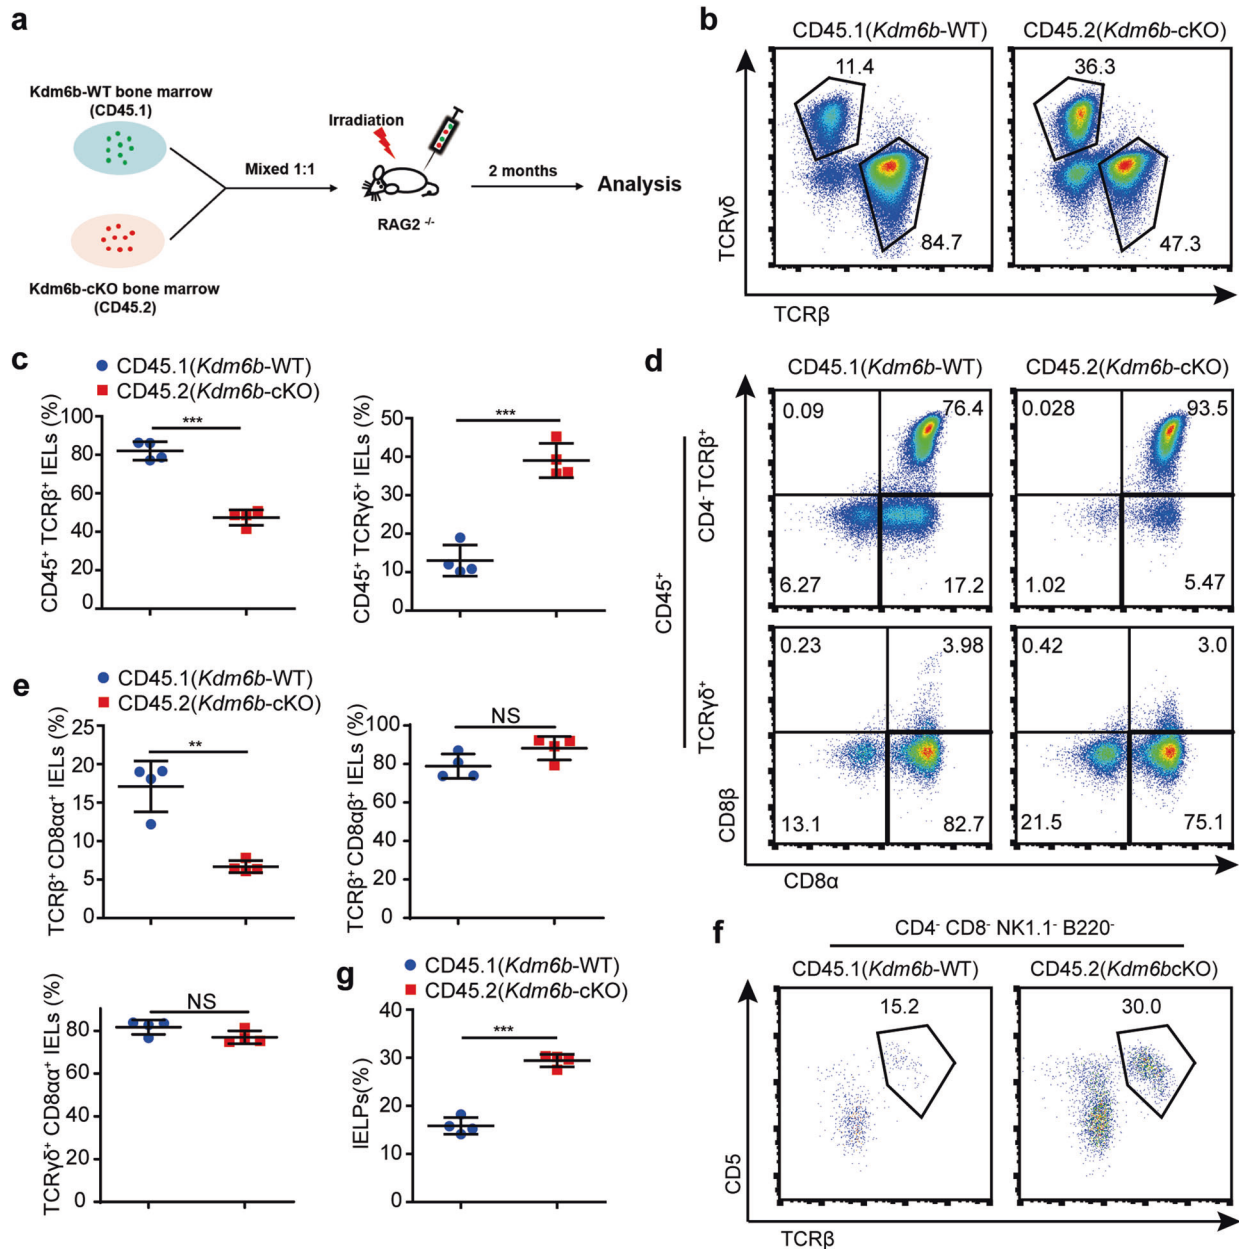 a
Kdm6b-WT bone marrow
(CD45.1)
Kdm6b-cKO bone marrow
(CD45.2)
Mixed 1:1
Irradiation
RAG2 -/-
2 months
Analysis
b
CD45.1(Kdm6b-WT)
CD45.2(Kdm6b-cKO)
11.4
84.7
36.3
47.3
TCRγδ
TCRβ
c
CD45.1(Kdm6b-WT)
CD45.2(Kdm6b-cKO)
CD45⁺ TCRβ⁺ IELs (%)
100
80
60
40
20
0
***
CD45⁺ TCRγδ⁺ IELs (%)
50
40
30
20
10
0
***
d
CD45.1(Kdm6b-WT)
CD45.2(Kdm6b-cKO)
CD45⁺
CD4⁻ TCRβ⁺
0.09
76.4
6.27
17.2
0.028
93.5
1.02
5.47
TCRγδ⁺
0.23
3.98
13.1
82.7
0.42
3.0
21.5
75.1
CD8β
CD8α
e
CD45.1(Kdm6b-WT)
CD45.2(Kdm6b-cKO)
TCRβ⁺ CD8αα⁺ IELs (%)
25
20
15
10
5
0
**
TCRβ⁺ CD8αβ⁺ IELs (%)
100
80
60
40
20
0
NS
TCRγδ⁺ CD8αα⁺ IELs (%)
80
60
40
20
0
NS
f
CD4⁻ CD8⁻ NK1.1⁻ B220⁻
CD45.1(Kdm6b-WT)
CD45.2(Kdm6bcKO)
15.2
30.0
CD5
TCRβ
g
CD45.1(Kdm6b-WT)
CD45.2(Kdm6b-cKO)
IELPs(%)
40
30
20
10
0
***